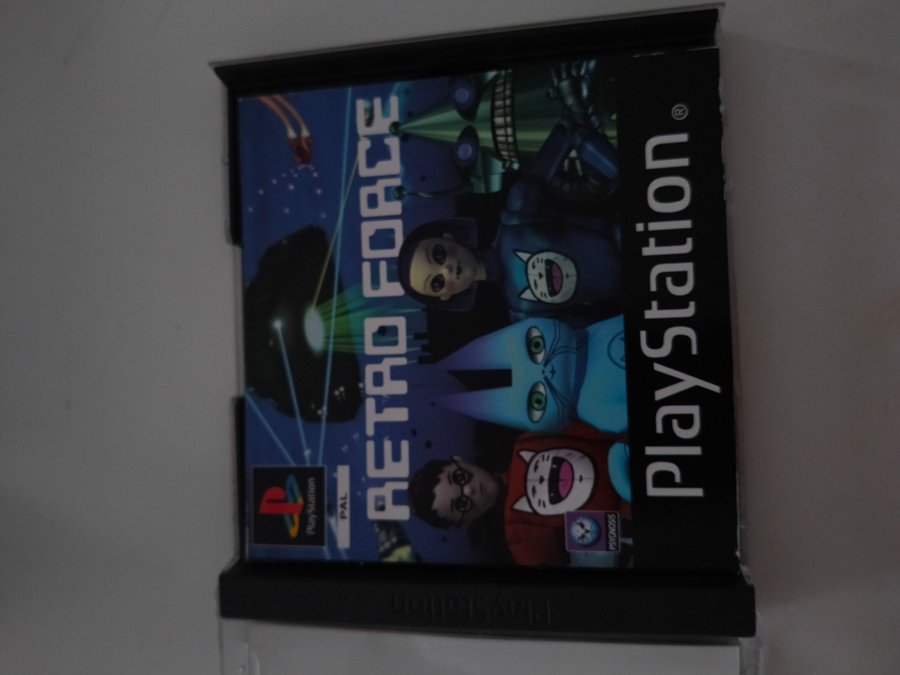 PlayStation
PAL
RETRO FORCE
PSYGNOSIS
PlayStation®
PlayStation